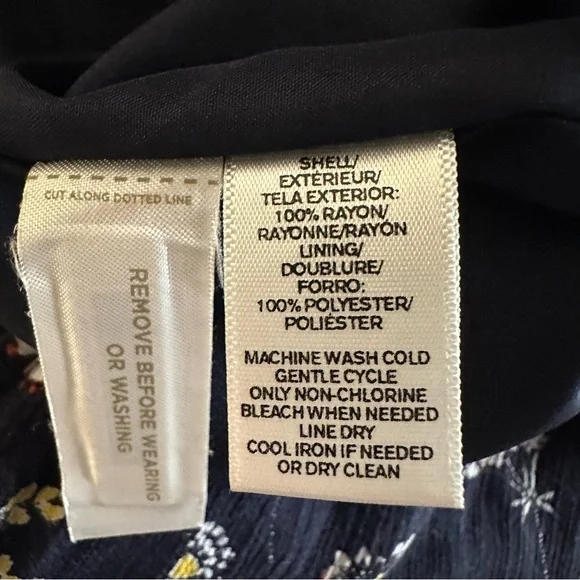 CUT ALONG DOTTED LINE
REMOVE BEFORE WEARING
OR WASHING
SHELL/
EXTÉRIEUR/
TELA EXTERIOR:
100% RAYON/
RAYONNE/RAYÓN
LINING/
DOUBLURE/
FORRO:
100% POLYESTER/
POLIÉSTER
MACHINE WASH COLD
GENTLE CYCLE
ONLY NON-CHLORINE
BLEACH WHEN NEEDED
LINE DRY
COOL IRON IF NEEDED
OR DRY CLEAN